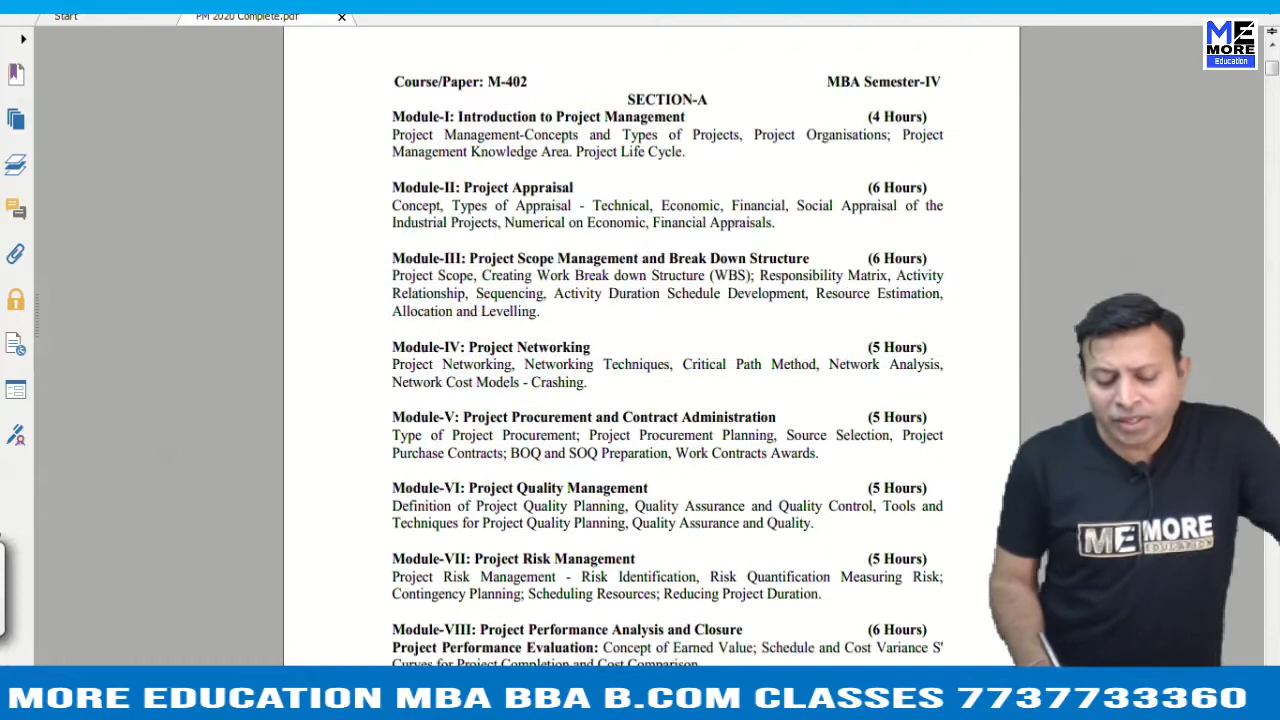 Start
PM 2020 Complete.pdf
ME
MORE
Education
Course/Paper: M-402
MBA Semester-IV
SECTION-A
Module-I: Introduction to Project Management (4 Hours)
Project Management-Concepts and Types of Projects, Project Organisations; Project
Management Knowledge Area. Project Life Cycle.
Module-II: Project Appraisal (6 Hours)
Concept, Types of Appraisal - Technical, Economic, Financial, Social Appraisal of the
Industrial Projects, Numerical on Economic, Financial Appraisals.
Module-III: Project Scope Management and Break Down Structure (6 Hours)
Project Scope, Creating Work Break down Structure (WBS); Responsibility Matrix, Activity
Relationship, Sequencing, Activity Duration Schedule Development, Resource Estimation,
Allocation and Levelling.
Module-IV: Project Networking (5 Hours)
Project Networking, Networking Techniques, Critical Path Method, Network Analysis,
Network Cost Models - Crashing.
Module-V: Project Procurement and Contract Administration (5 Hours)
Type of Project Procurement; Project Procurement Planning, Source Selection, Project
Purchase Contracts; BOQ and SOQ Preparation, Work Contracts Awards.
Module-VI: Project Quality Management (5 Hours)
Definition of Project Quality Planning, Quality Assurance and Quality Control, Tools and
Techniques for Project Quality Planning, Quality Assurance and Quality.
Module-VII: Project Risk Management (5 Hours)
Project Risk Management - Risk Identification, Risk Quantification Measuring Risk;
Contingency Planning; Scheduling Resources; Reducing Project Duration.
Module-VIII: Project Performance Analysis and Closure (6 Hours)
Project Performance Evaluation: Concept of Earned Value; Schedule and Cost Variance S'
Curves for Project Completion and Cost Comparison.
ME MORE
EDUCATION
MORE EDUCATION MBA BBA B.COM CLASSES 7737733360